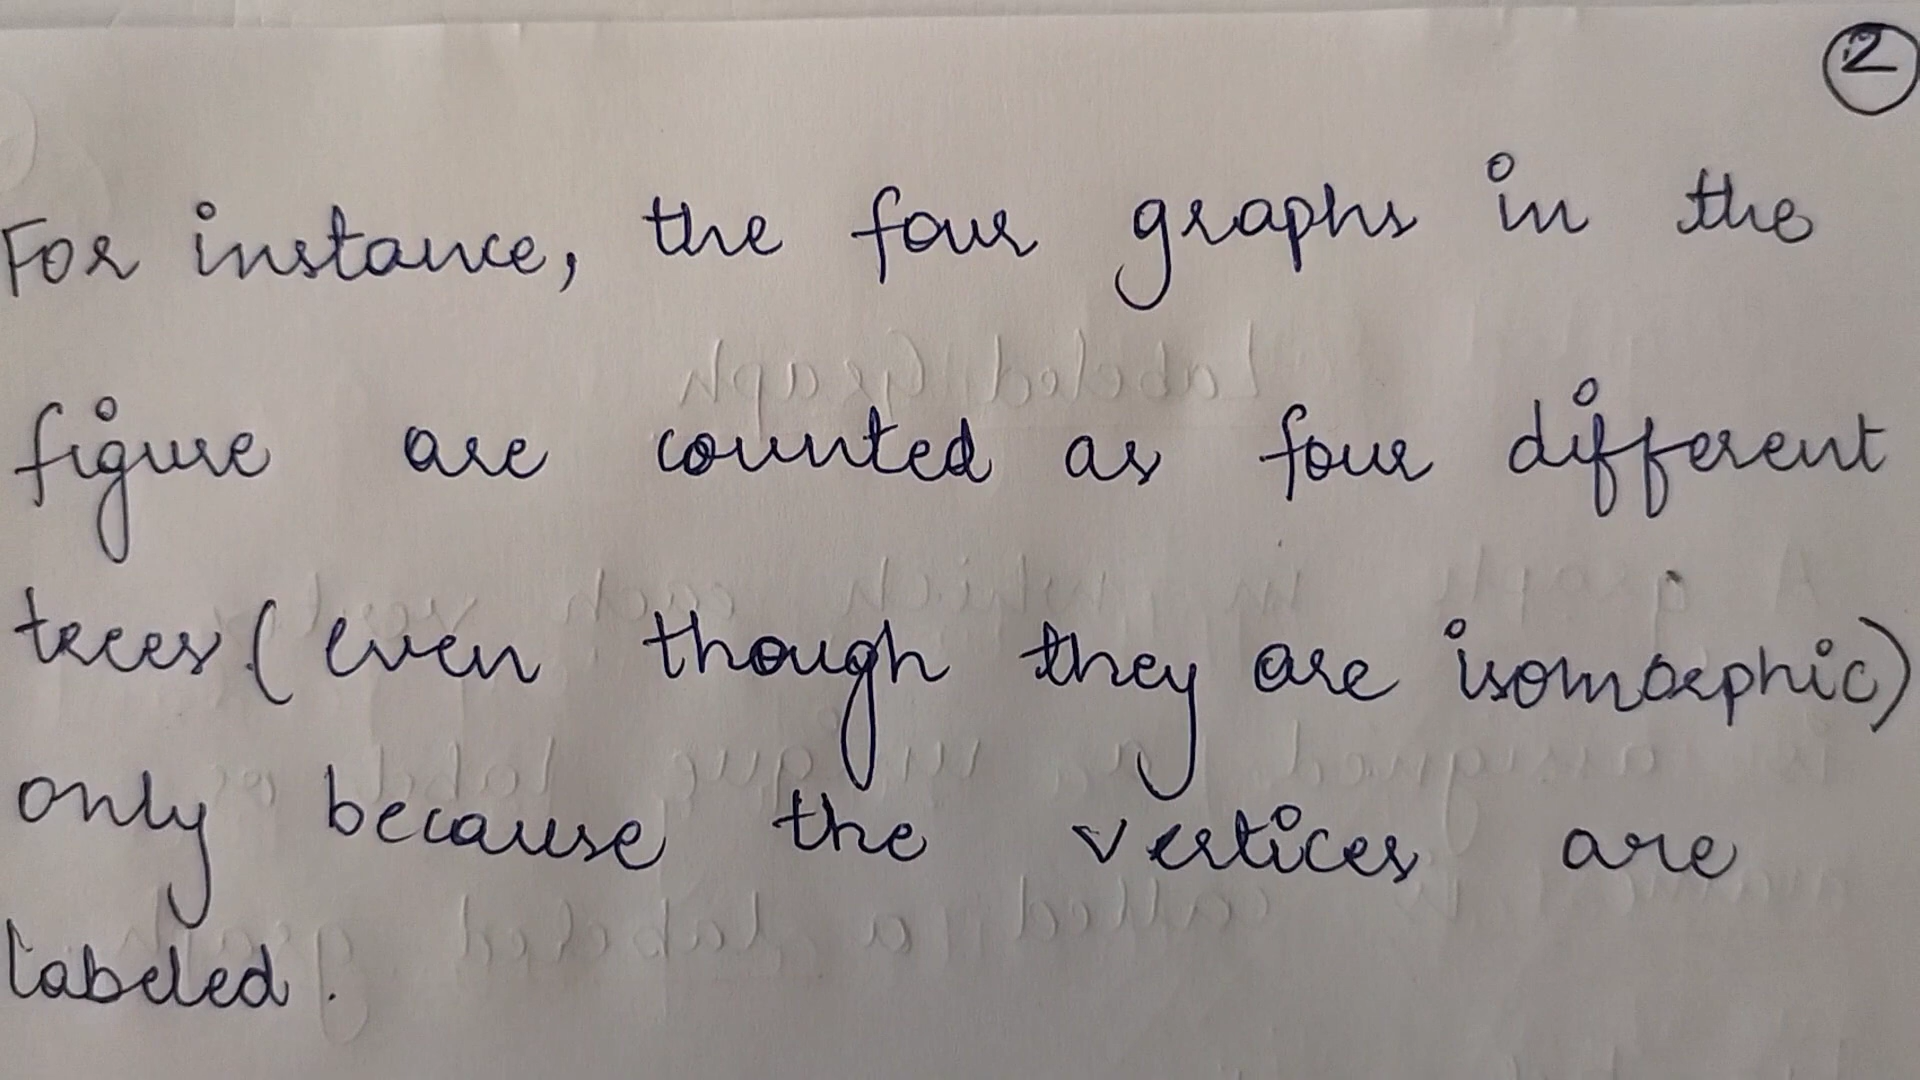 2
For instance, the four graphs in the
figure are counted as four different
trees (even though they are isomorphic)
only because the vertices are
labeled.